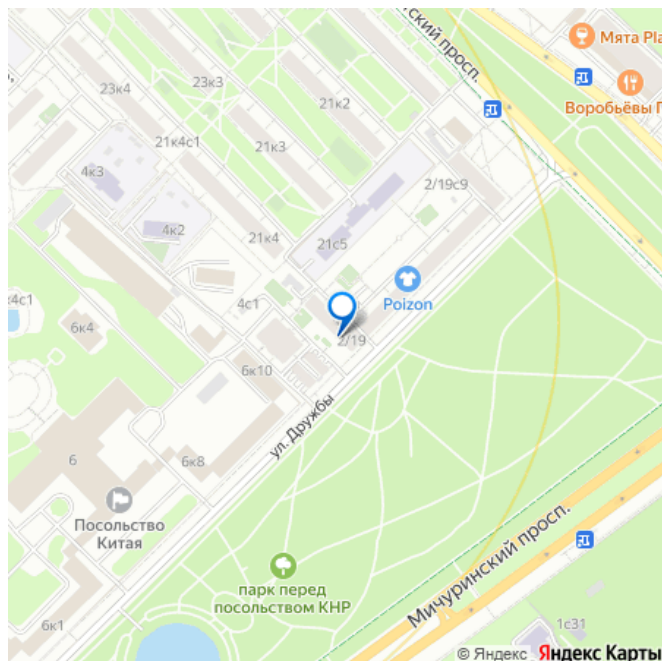 тский просп.
Мята Pla
Воробьёвы Г
23к4
23к3
21к2
21к4с1
21к3
4к3
2/19с9
4к2
21к4
21с5
Poizon
к4с1
4с1
6к4
2/19
6к10
ул. Дружбы
6
6к8
Посольство
Китая
Мичуринский просп.
парк перед
посольством КНР
6к1
1с31
© Яндекс Яндекс Карты